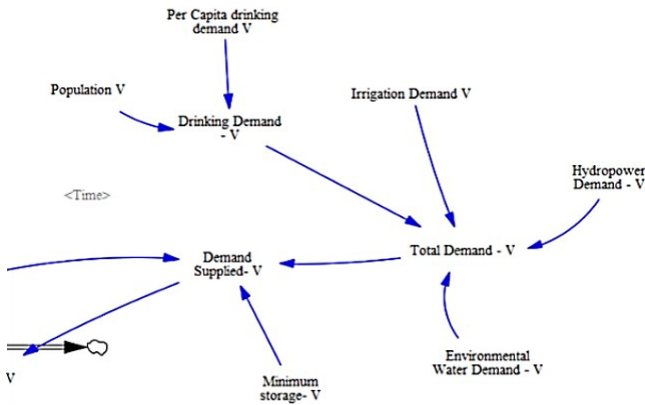 Per Capita drinking
demand V
Population V
Irrigation Demand V
Drinking Demand
- V
Hydropower
Demand - V
<Time>
Demand
Supplied- V
Total Demand - V
Environmental
Water Demand - V
V
Minimum
storage- V